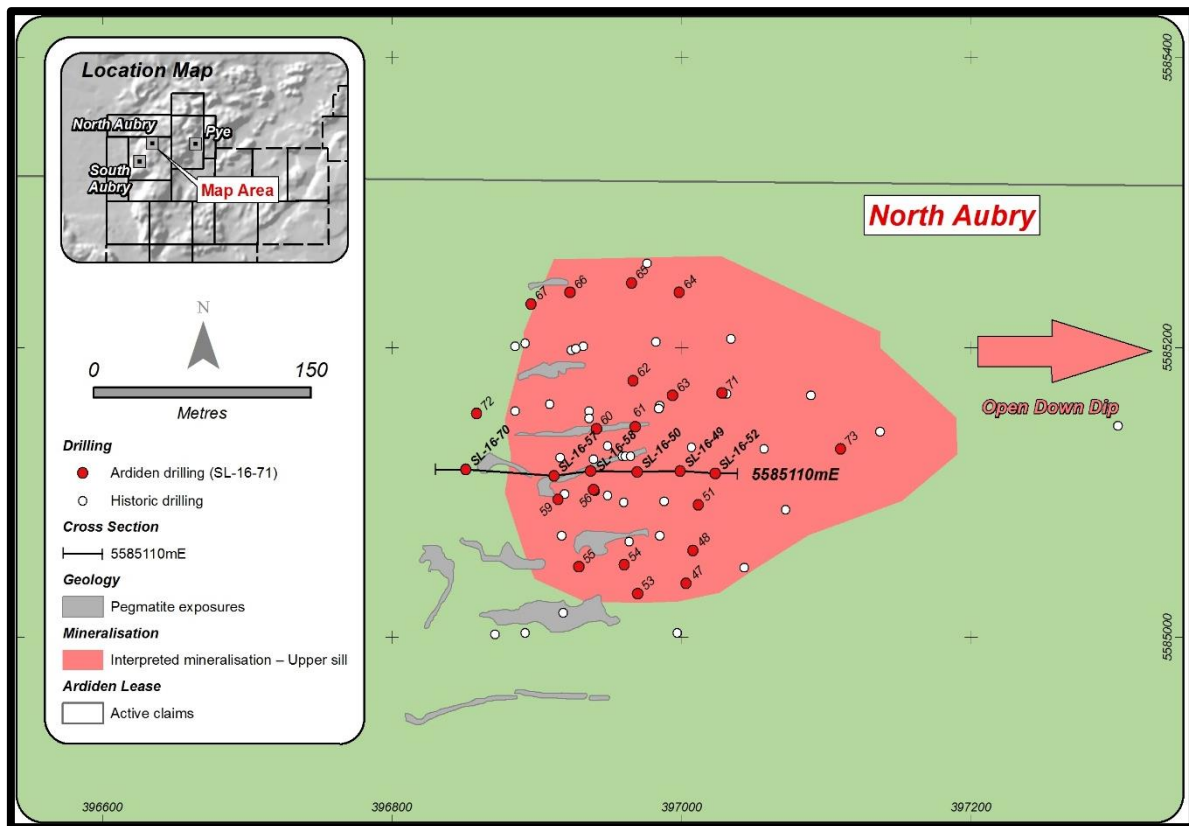 Location Map
North Aubry
Pye
South
Aubry
Map Area
N
0
150
Metres
Drilling
Ardiden drilling (SL-16-71)
Historic drilling
Cross Section
5585110mE
Geology
Pegmatite exposures
Mineralisation
Interpreted mineralisation – Upper sill
Ardiden Lease
Active claims
North Aubry
5585400
65
66
64
67
5585200
62
63
71
Open Down Dip
72
60
61
73
SL-16-70
SL-16-57
SL-16-58
SL-16-50
SL-16-49
SL-16-52
5585110mE
59
56
51
48
55
54
47
53
5585000
396600
396800
397000
397200